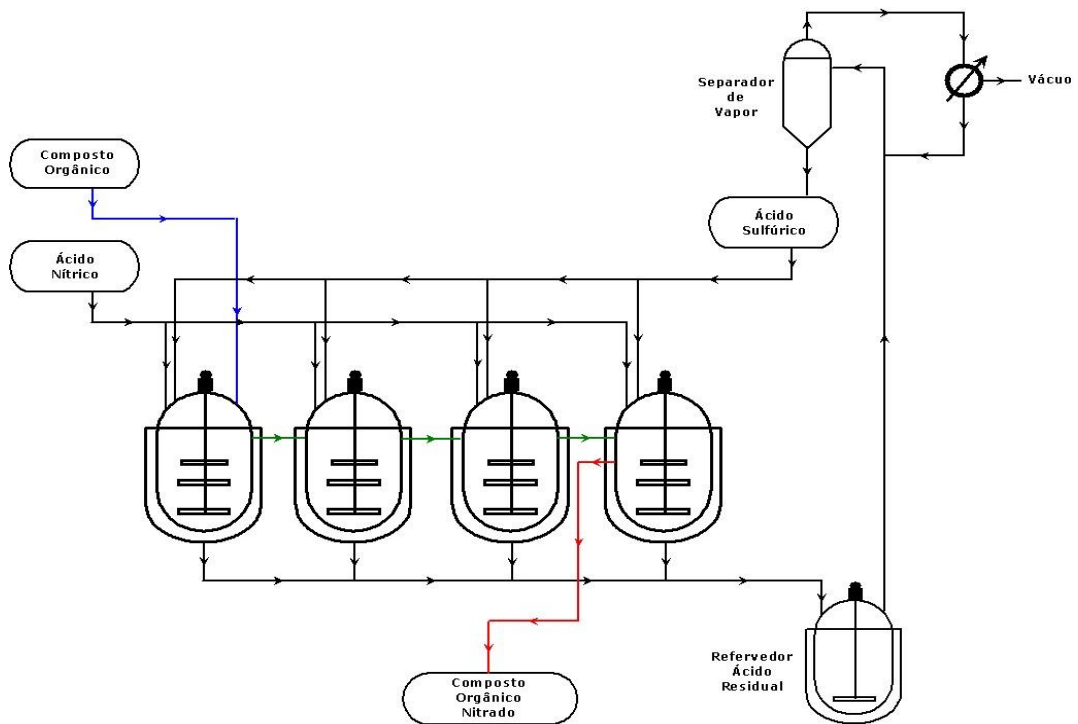 Separador
de
Vapor
Vácuo
Composto
Orgânico
Ácido
Sulfúrico
Ácido
Nítrico
Refervedor
Ácido
Residual
Composto
Orgânico
Nitrado